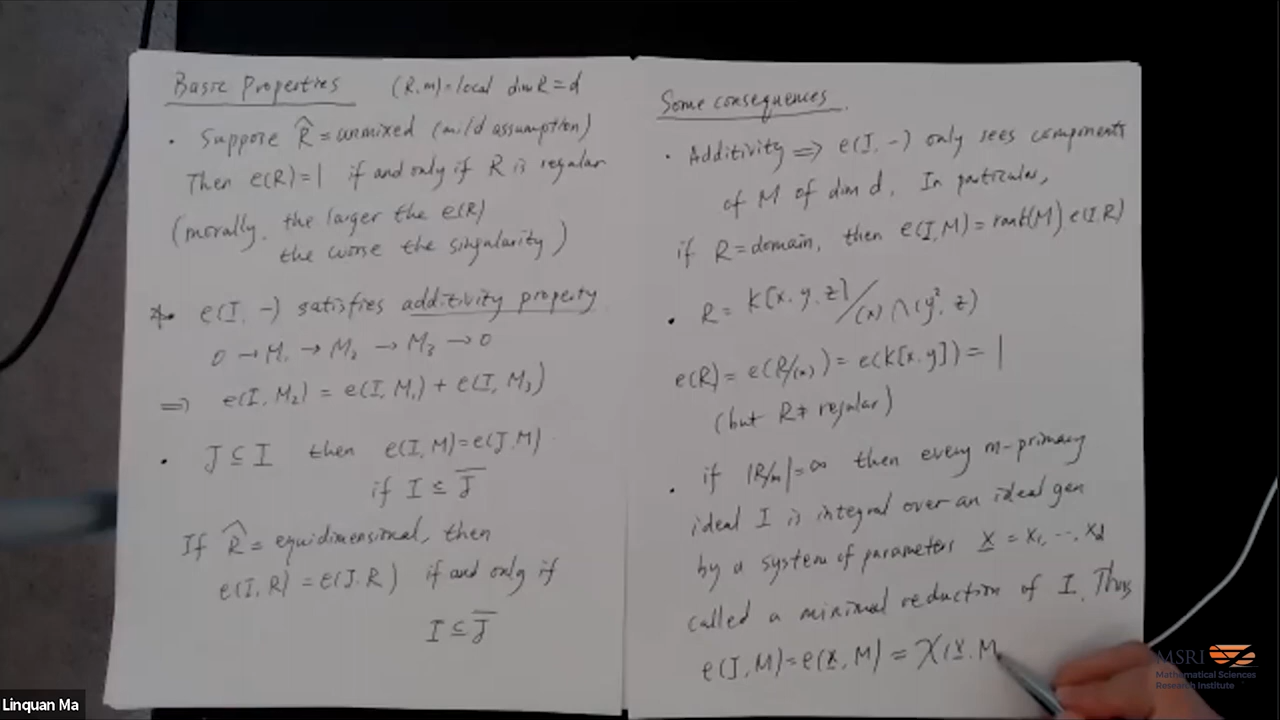 Basic Properties (R,m)=local dim R = d
· Suppose R̂ = unmixed (mild assumption)
Then e(R)=1 if and only if R is regular
(morally, the larger the e(R)
the worse the singularity)
* e(I,-) satisfies additivity property
0 → M₁ → M₂ → M₃ → 0
⇒ e(I,M₂) = e(I,M₁) + e(I,M₃)
· J ⊆ I then e(I,M)=e(J,M)
if I ⊆ J̅
If R̂ = equidimensional, then
e(I,R) = e(J,R) if and only if
I ⊆ J̅
Some consequences.
· Additivity ⇒ e(I,-) only sees components
of M of dim d. In particular,
if R = domain, then e(I,M) = rank(M) e(I,R)
· R = K[x,y,z]/(x)∩(y²,z)
e(R) = e(R/(x)) = e(K[x,y]) = 1
(but R ≠ regular)
· if |R/m|=∞ then every m-primary
ideal I is integral over an ideal gen
by a system of parameters x̲ = x₁, ..., x_d
called a minimal reduction of I. Thus
e(I,M) = e(x̲,M) = χ(x̲,M
Linquan Ma
MSRI
Mathematical Sciences
Research Institute